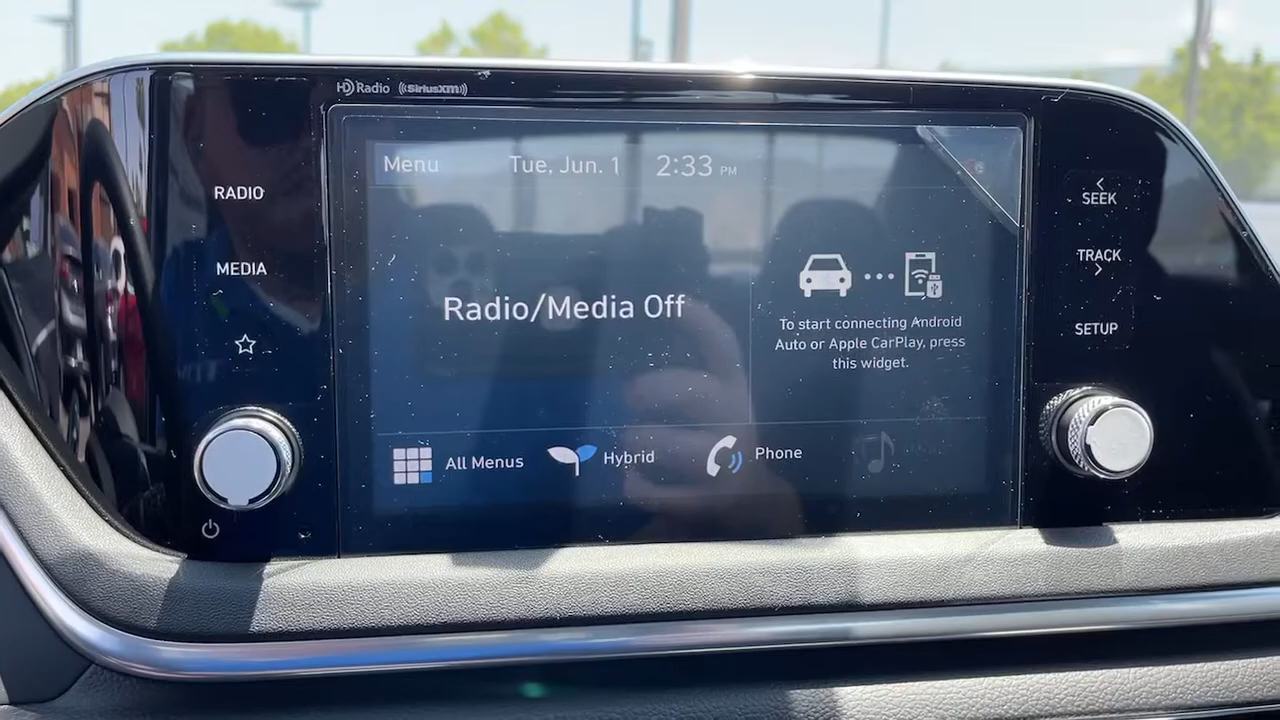 HD Radio ((SiriusXM))
Menu Tue, Jun. 1 2:33 PM
RADIO
MEDIA
Radio/Media Off
To start connecting Android
Auto or Apple CarPlay, press
this widget.
All Menus Hybrid Phone
SEEK
TRACK
SETUP